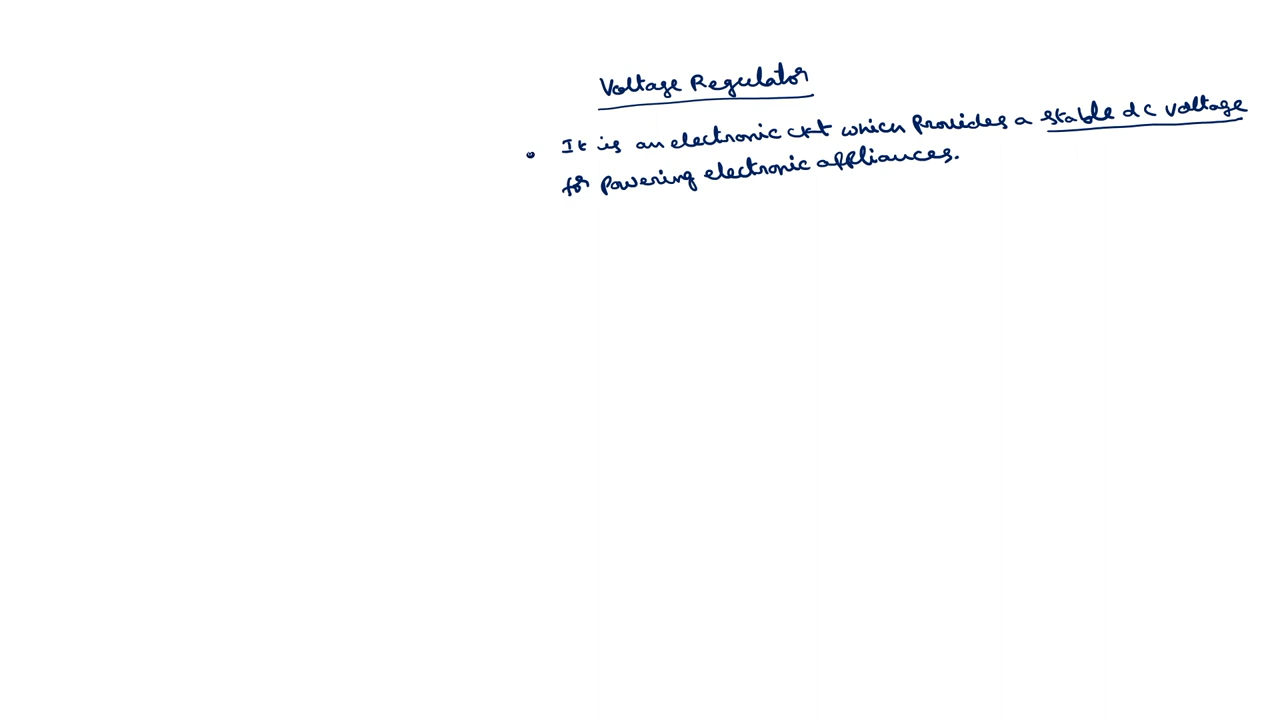 Voltage Regulator
• It is an electronic ckt which provides a stable dc voltage
for powering electronic appliances.